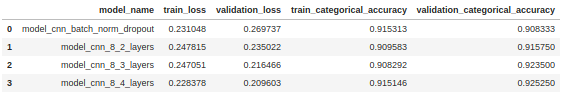 model_name train_loss validation_loss train_categorical_accuracy validation_categorical_accuracy
0 model_cnn_batch_norm_dropout 0.231048 0.269737 0.915313 0.908333
1 model_cnn_8_2_layers 0.247815 0.235022 0.909583 0.915750
2 model_cnn_8_3_layers 0.247051 0.216466 0.908292 0.923500
3 model_cnn_8_4_layers 0.228378 0.209603 0.915146 0.925250